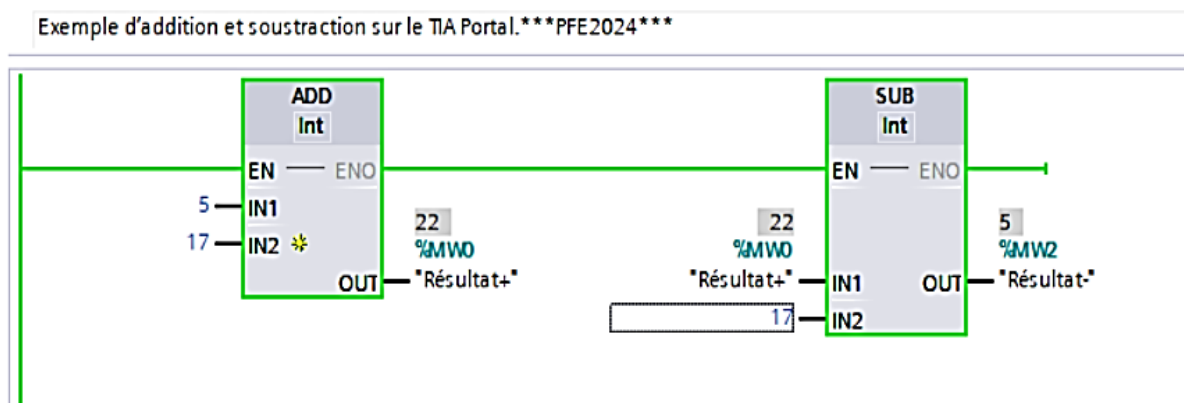 Exemple d'addition et soustraction sur le TIA Portal.***PFE2024***
ADD
Int
EN ENO
5 IN1
17 IN2
22
%MW0
OUT "Résultat+"
SUB
Int
EN ENO
22
%MW0
"Résultat+" IN1
17 IN2
5
%MW2
OUT "Résultat-"